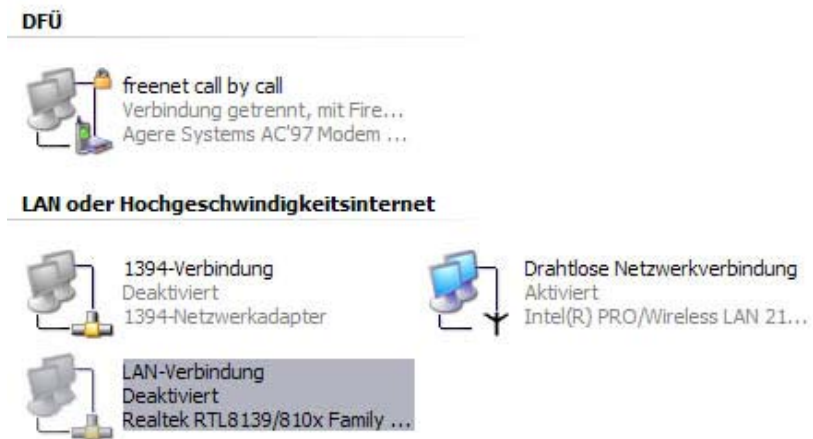 DFÜ
freenet call by call
Verbindung getrennt, mit Fire...
Agere Systems AC'97 Modem ...
LAN oder Hochgeschwindigkeitsinternet
1394-Verbindung
Deaktiviert
1394-Netzwerkadapter
Drahtlose Netzwerkverbindung
Aktiviert
Intel(R) PRO/Wireless LAN 21...
LAN-Verbindung
Deaktiviert
Realtek RTL8139/810x Family ...